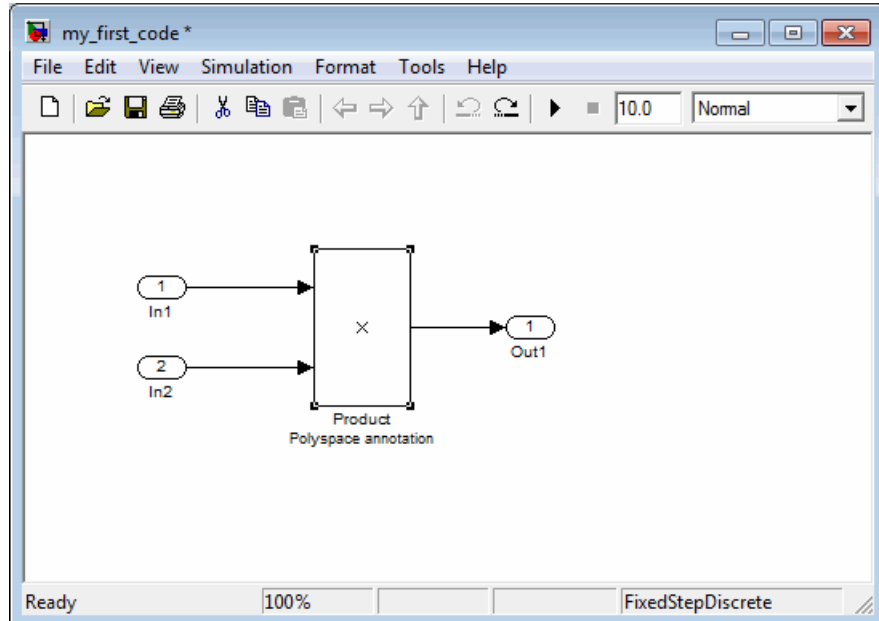 my_first_code *
File Edit View Simulation Format Tools Help
10.0 Normal
1
In1
2
In2
1
Out1
Product
Polyspace annotation
Ready 100% FixedStepDiscrete